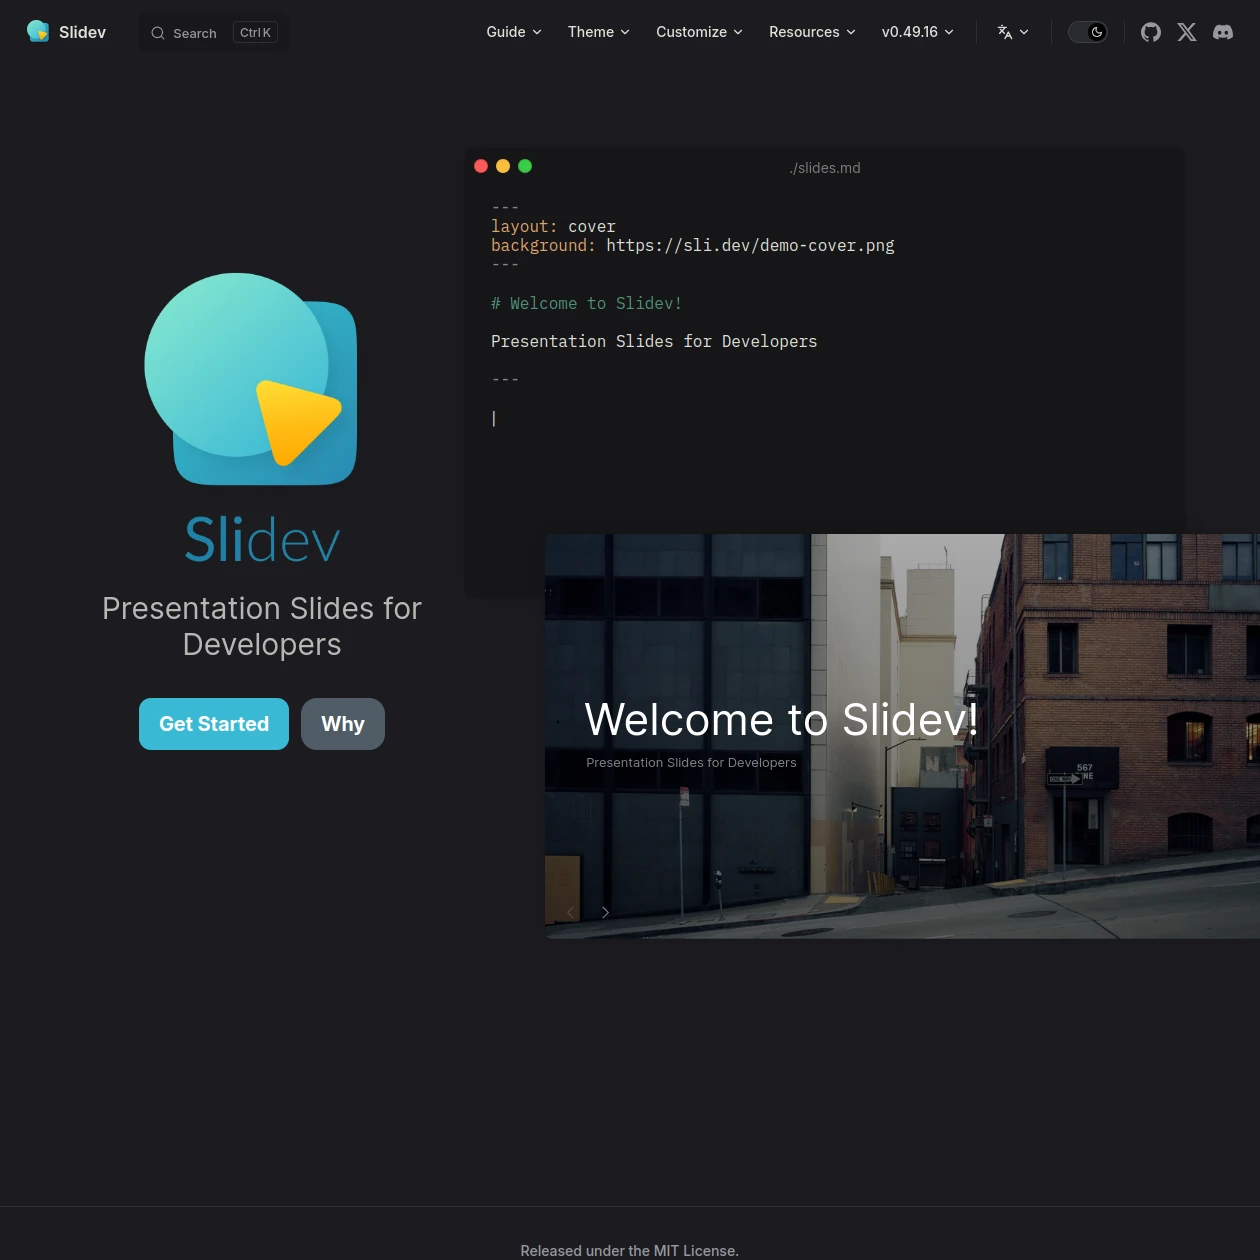 Slidev
Search
Ctrl K
Guide
Theme
Customize
Resources
v0.49.16
./slides.md
---
layout: cover
background: https://sli.dev/demo-cover.png
---
# Welcome to Slidev!
Presentation Slides for Developers
---
Slidev
Presentation Slides for
Developers
Get Started
Why
Welcome to Slidev!
Presentation Slides for Developers
567
ONE WAY
Released under the MIT License.